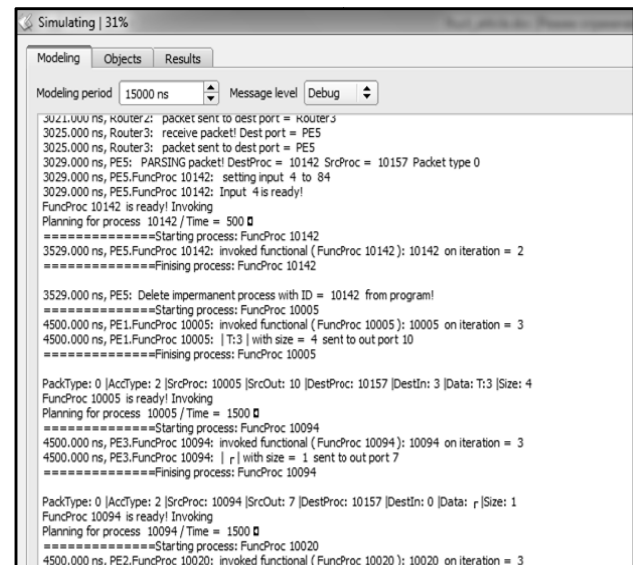 Simulating | 31%
Modeling Objects Results
Modeling period 15000 ns Message level Debug
3021.000 ns, Router2: packet sent to dest port = Router3
3025.000 ns, Router3: receive packet! Dest port = PE5
3025.000 ns, Router3: packet sent to dest port = PE5
3029.000 ns, PE5: PARSING packet! DestProc = 10142 SrcProc = 10157 Packet type 0
3029.000 ns, PE5.FuncProc 10142: setting input 4 to 84
3029.000 ns, PE5.FuncProc 10142: Input 4 is ready!
FuncProc 10142 is ready! Invoking
Planning for process 10142 / Time = 500
==============Starting process: FuncProc 10142
3529.000 ns, PE5.FuncProc 10142: invoked functional ( FuncProc 10142 ): 10142 on iteration = 2
==============Finising process: FuncProc 10142
3529.000 ns, PE5: Delete impermanent process with ID = 10142 from program!
==============Starting process: FuncProc 10005
4500.000 ns, PE1.FuncProc 10005: invoked functional ( FuncProc 10005 ): 10005 on iteration = 3
4500.000 ns, PE1.FuncProc 10005: | T:3 | with size = 4 sent to out port 10
==============Finising process: FuncProc 10005
PackType: 0 |AccType: 2 |SrcProc: 10005 |SrcOut: 10 |DestProc: 10157 |DestIn: 3 |Data: T:3 |Size: 4
FuncProc 10005 is ready! Invoking
Planning for process 10005 / Time = 1500
==============Starting process: FuncProc 10094
4500.000 ns, PE3.FuncProc 10094: invoked functional ( FuncProc 10094 ): 10094 on iteration = 3
4500.000 ns, PE3.FuncProc 10094: | ┌ | with size = 1 sent to out port 7
==============Finising process: FuncProc 10094
PackType: 0 |AccType: 2 |SrcProc: 10094 |SrcOut: 7 |DestProc: 10157 |DestIn: 0 |Data: ┌ |Size: 1
FuncProc 10094 is ready! Invoking
Planning for process 10094 / Time = 1500
==============Starting process: FuncProc 10020
4500.000 ns, PE2.FuncProc 10020: invoked functional ( FuncProc 10020 ): 10020 on iteration = 3